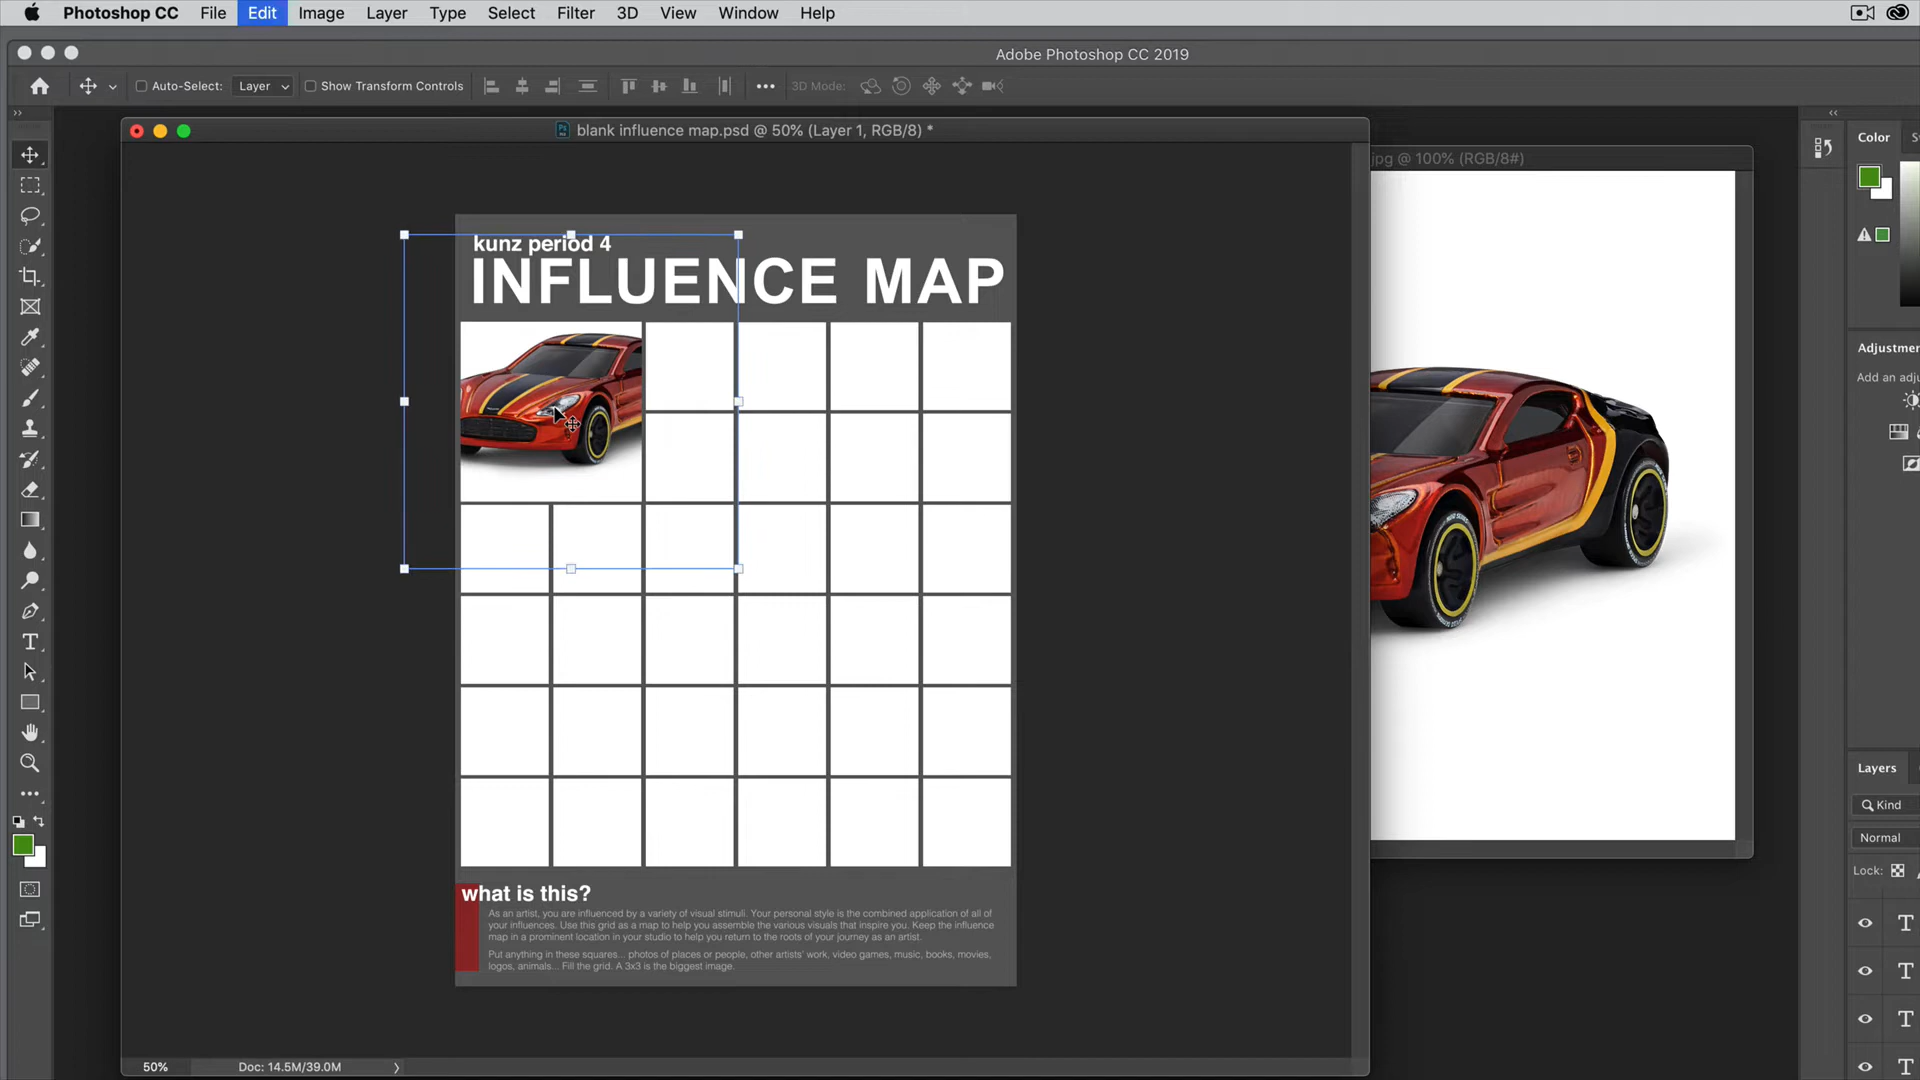 Photoshop CC File Edit Image Layer Type Select Filter 3D View Window Help
Adobe Photoshop CC 2019
Auto-Select: Layer Show Transform Controls 3D Mode:
blank influence map.psd @ 50% (Layer 1, RGB/8) *
jpg @ 100% (RGB/8#)
Color
kunz period 4
INFLUENCE MAP
Adjustmen
Add an adju
what is this?
As an artist, you are influenced by a variety of visual stimuli. Your personal style is the combined application of all of
your influences. Use this grid as a map to help you assemble the various visuals that inspire you. Keep the influence
map in a prominent location in your studio to help you return to the roots of your journey as an artist.
Put anything in these squares... photos of places or people, other artists' work, video games, music, books, movies,
logos, animals... Fill the grid. A 3x3 is the biggest image.
Layers
Kind
Normal
Lock:
50% Doc: 14.5M/39.0M